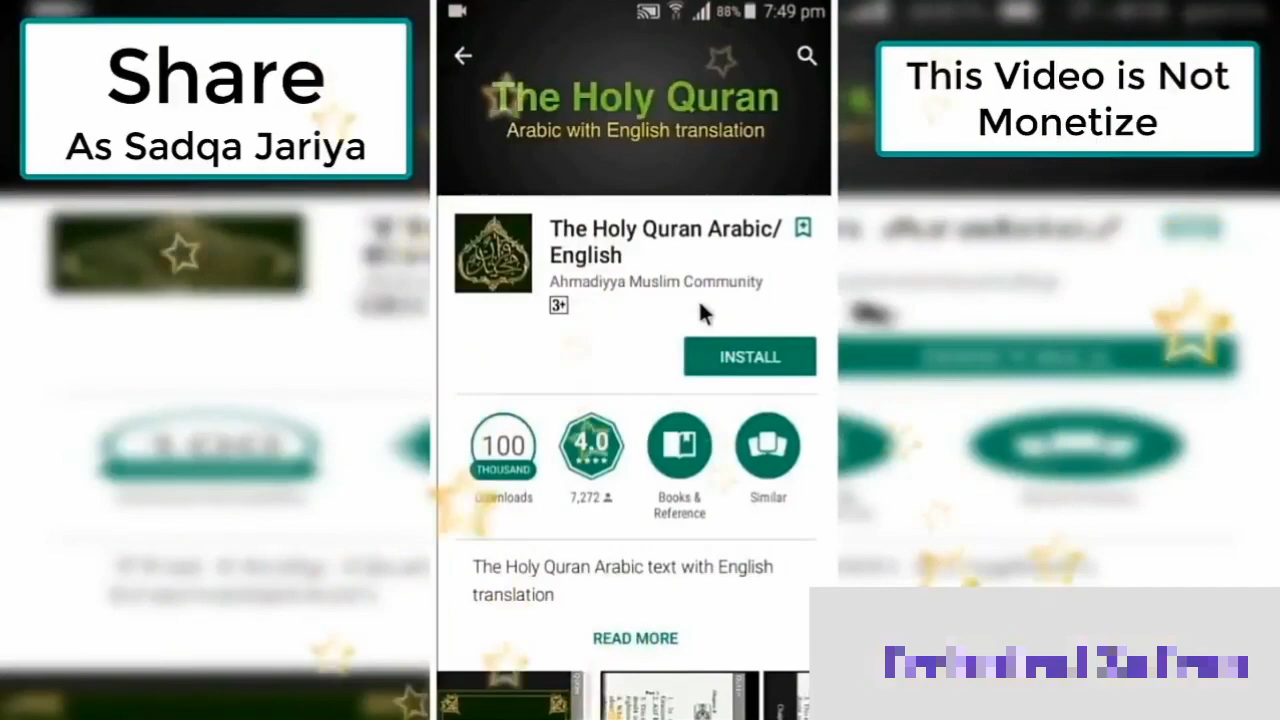 Share
As Sadqa Jariya
This Video is Not
Monetize
88% 7:49 pm
The Holy Quran
Arabic with English translation
The Holy Quran Arabic/
English
Ahmadiyya Muslim Community
3+
INSTALL
100
THOUSAND
Downloads
4.0
7,272
Books &
Reference
Similar
The Holy Quran Arabic text with English
translation
READ MORE